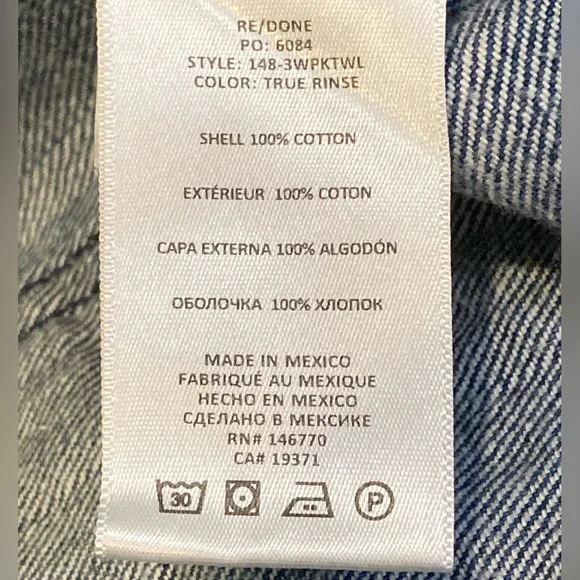 RE/DONE
PO: 6084
STYLE: 148-3WPKTWL
COLOR: TRUE RINSE
SHELL 100% COTTON
EXTÉRIEUR 100% COTON
CAPA EXTERNA 100% ALGODÓN
ОБОЛОЧКА 100% ХЛОПОК
MADE IN MEXICO
FABRIQUÉ AU MEXIQUE
HECHO EN MEXICO
СДЕЛАНО В МЕКСИКЕ
RN# 146770
CA# 19371
30 P